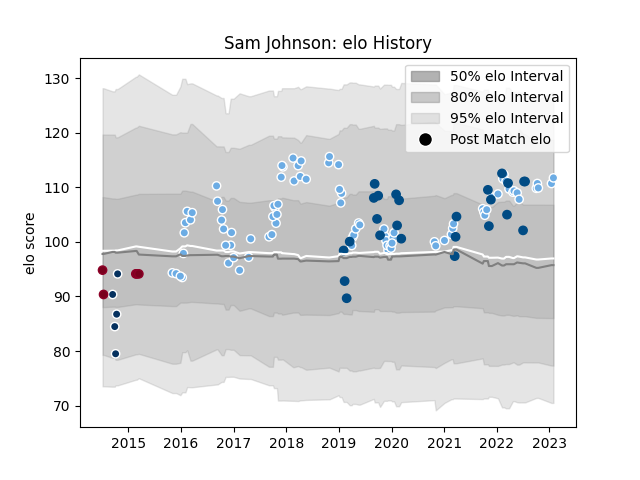 Sam Johnson: elo History
50% elo Interval
80% elo Interval
95% elo Interval
Post Match elo
elo score
130
120
110
100
90
80
70
2015 2016 2017 2018 2019 2020 2021 2022 2023